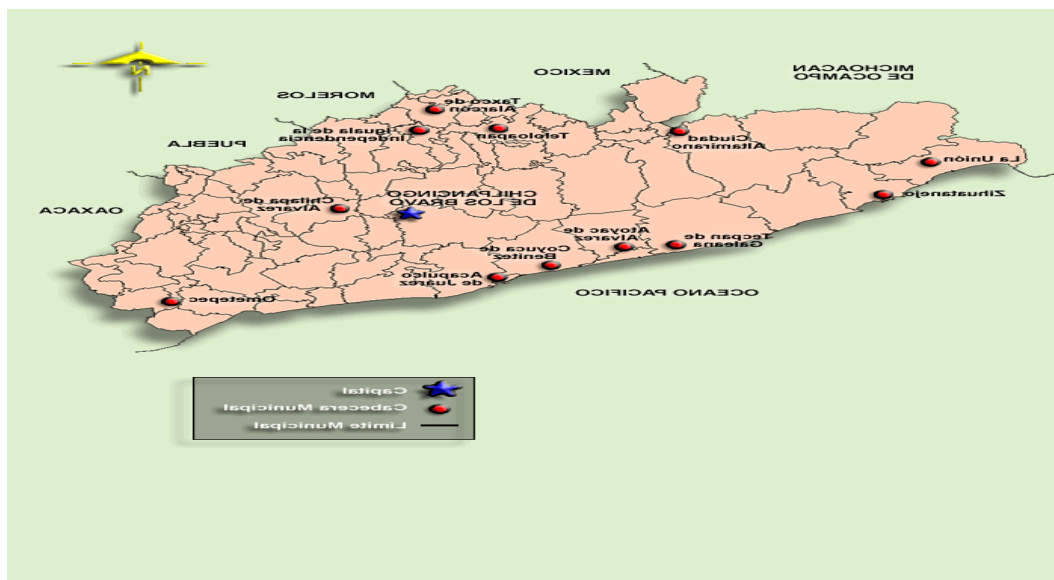 MEXICO
MICHOACAN
DE OCAMPO
MORELOS
Taxco de
Alarcón
Iguala de la
Independencia
Teloloapan
Ciudad
Altamirano
PUEBLA
La Unión
Zihuatanejo
CHILPANCINGO
DE LOS BRAVO
Chilapa de
Alvarez
OAXACA
Atoyac de
Alvarez
Tecpan de
Galeana
Coyuca de
Benitez
Acapulco
de Juárez
OCEANO PACIFICO
Ometepec
Capital
Cabecera Municipal
Limite Municipal